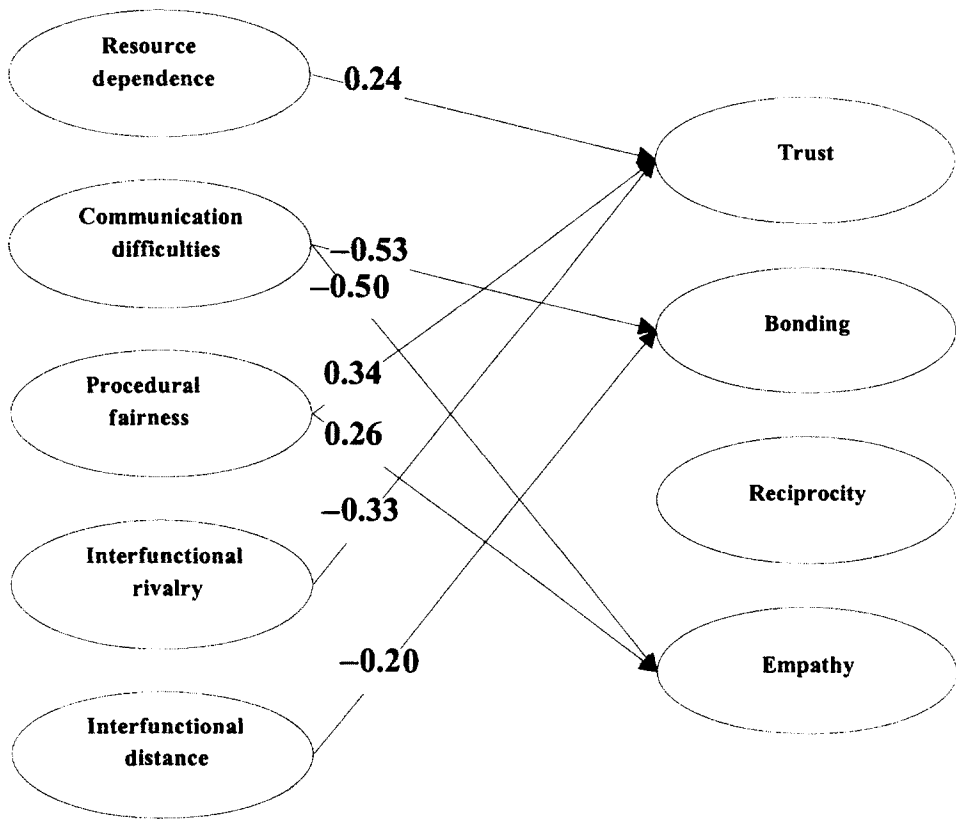 Resource
dependence
0.24
Trust
Communication
difficulties
–0.53
–0.50
Bonding
Procedural
fairness
0.34
0.26
Reciprocity
–0.33
Interfunctional
rivalry
Empathy
–0.20
Interfunctional
distance